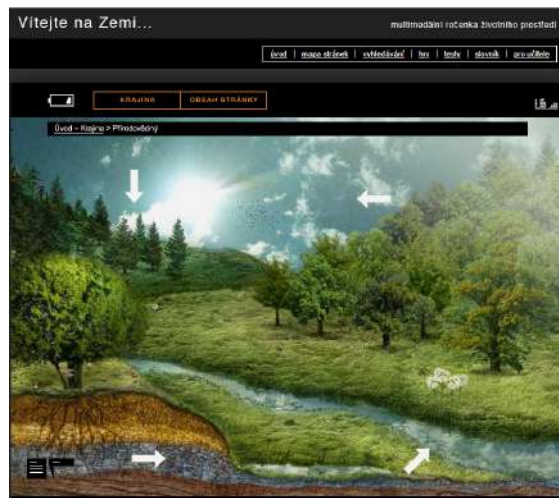 Vítejte na Zemi...
multimediální ročenka životního prostředí
úvod | mapa stránek | vyhledávání | hry | testy | slovník | pro učitele
KRAJINA
OBSAH STRÁNKY
Úvod – Krajina > Přírodovědný